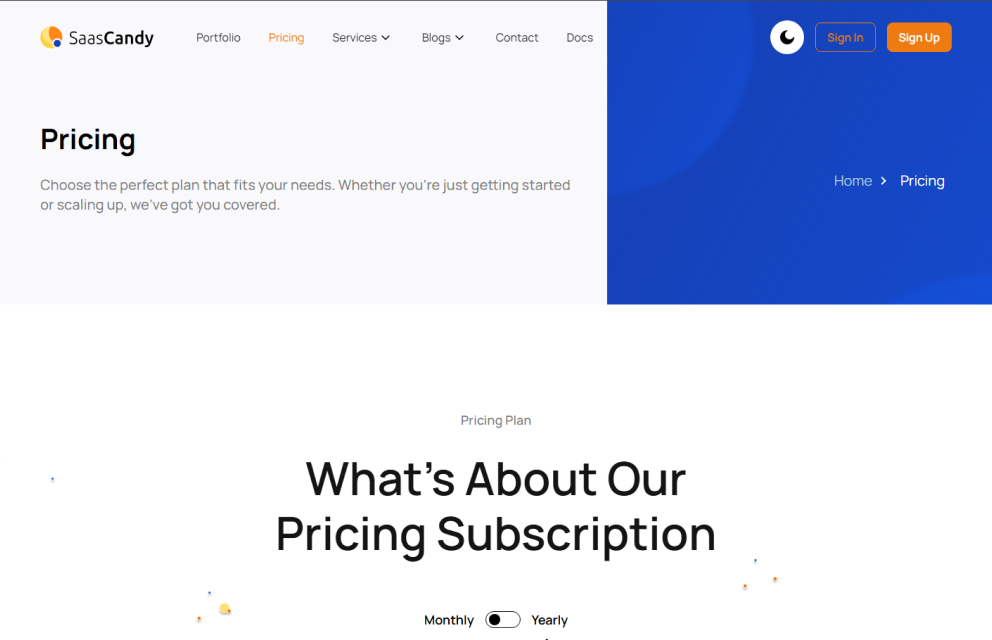 SaasCandy
Portfolio
Pricing
Services
Blogs
Contact
Docs
Sign In
Sign Up
Pricing
Choose the perfect plan that fits your needs. Whether you're just getting started
or scaling up, we've got you covered.
Home
Pricing
Pricing Plan
What's About Our
Pricing Subscription
Monthly
Yearly